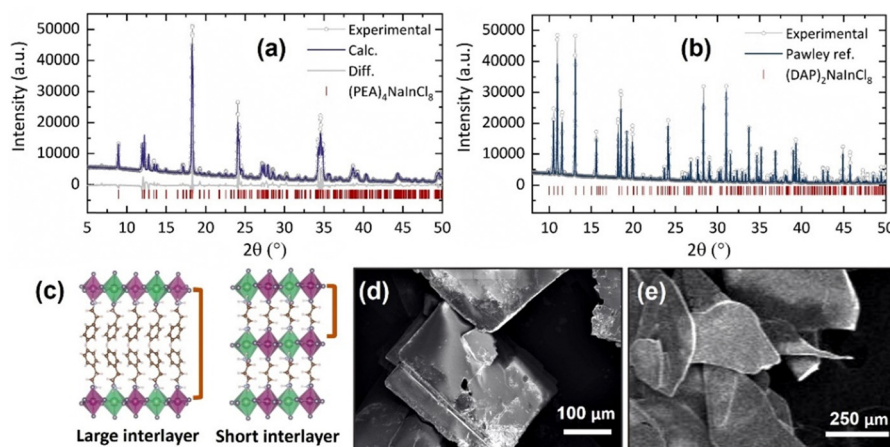 (a)
Experimental
Calc.
Diff.
(PEA)₄NaInCl₈
Intensity (a.u.)
50000
40000
30000
20000
10000
0
5 10 15 20 25 30 35 40 45 50
2θ (°)
(b)
Experimental
Pawley ref.
(DAP)₂NaInCl₈
Intensity (a.u.)
50000
40000
30000
20000
10000
0
10 15 20 25 30 35 40 45 50
2θ (°)
(c)
Large interlayer
Short interlayer
(d)
100 µm
(e)
250 µm